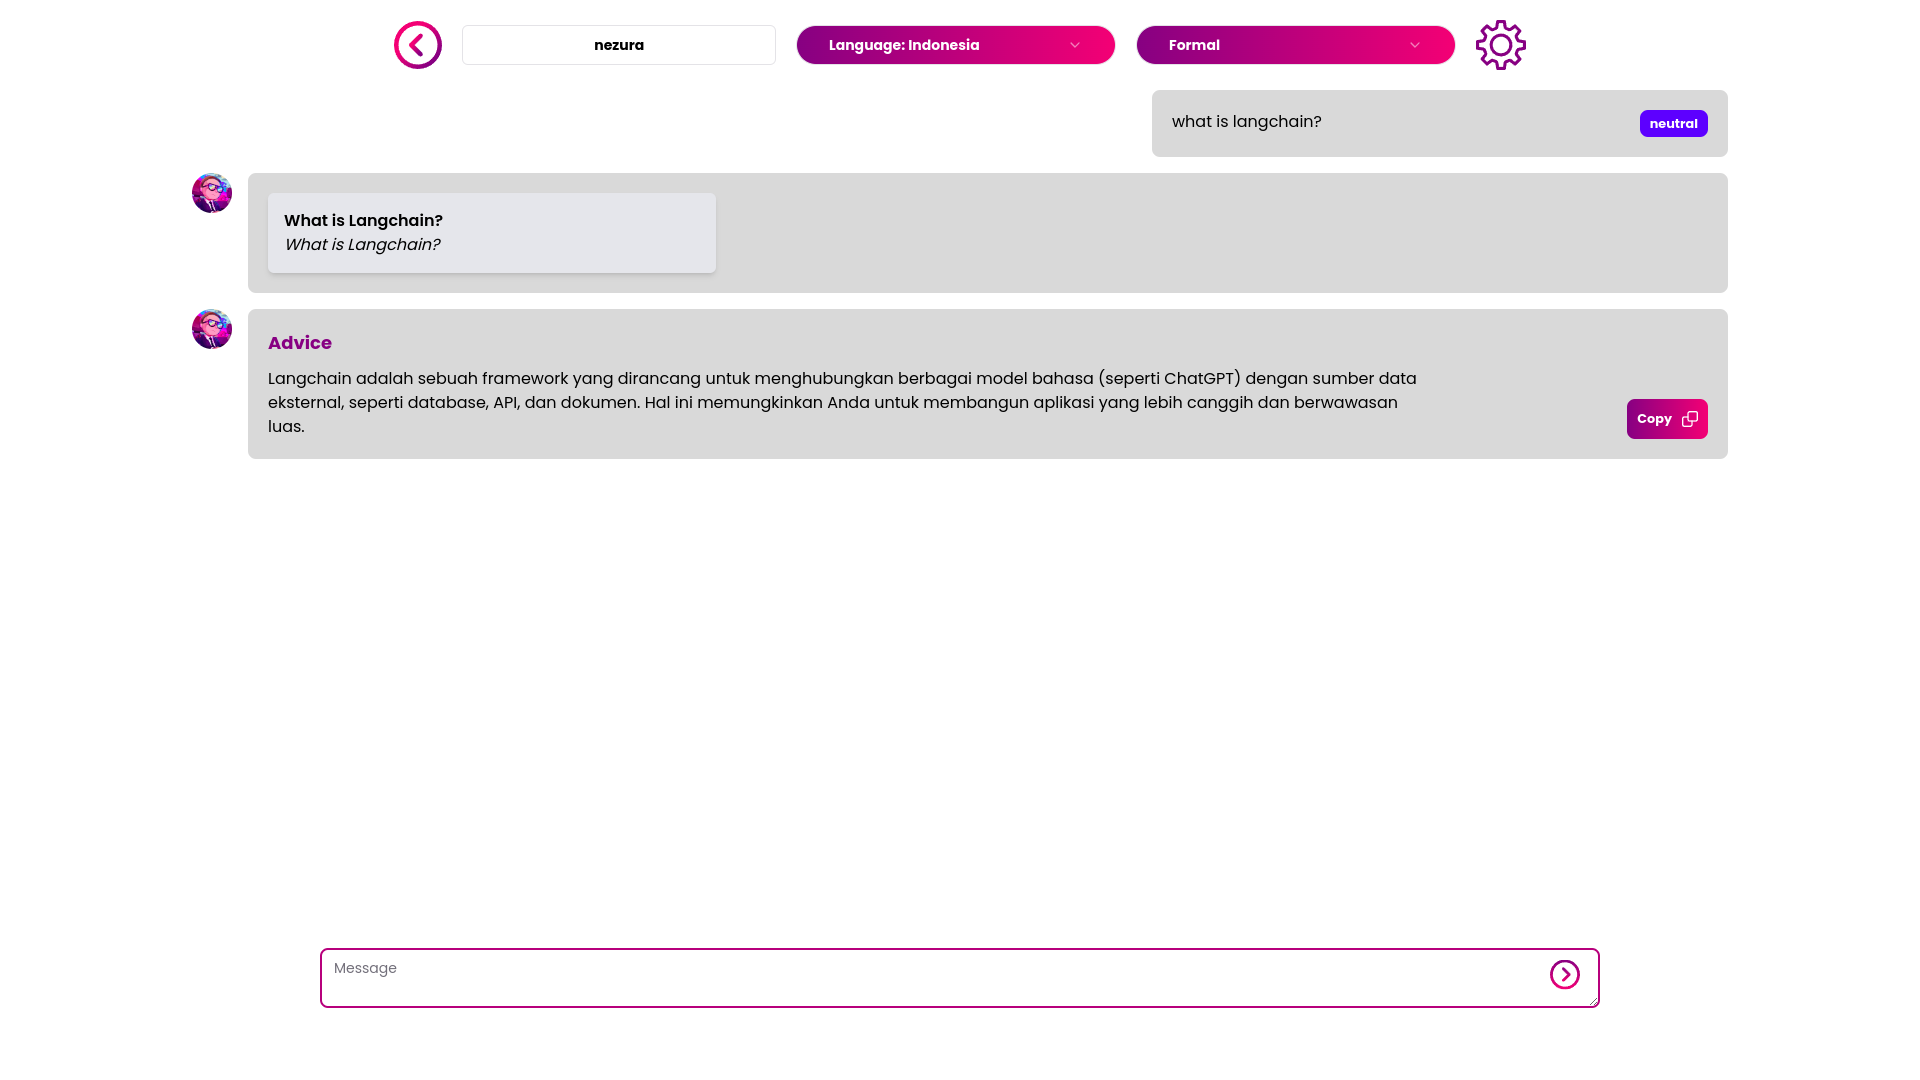 nezura
Language: Indonesia
Formal
what is langchain?
neutral
What is Langchain?
What is Langchain?
Advice
Langchain adalah sebuah framework yang dirancang untuk menghubungkan berbagai model bahasa (seperti ChatGPT) dengan sumber data
eksternal, seperti database, API, dan dokumen. Hal ini memungkinkan Anda untuk membangun aplikasi yang lebih canggih dan berwawasan
luas.
Copy
Message